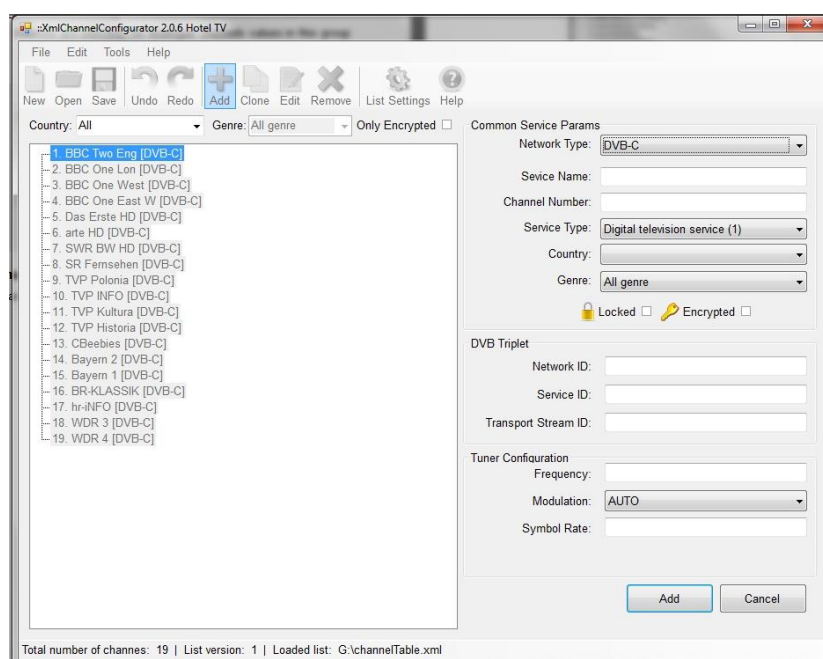 ::XmlChannelConfigurator 2.0.6 Hotel TV
File Edit Tools Help
New Open Save Undo Redo Add Clone Edit Remove List Settings Help
Country: All Genre: All genre Only Encrypted
1. BBC Two Eng [DVB-C]
2. BBC One Lon [DVB-C]
3. BBC One West [DVB-C]
4. BBC One East W [DVB-C]
5. Das Erste HD [DVB-C]
6. arte HD [DVB-C]
7. SWR BW HD [DVB-C]
8. SR Fernsehen [DVB-C]
9. TVP Polonia [DVB-C]
10. TVP INFO [DVB-C]
11. TVP Kultura [DVB-C]
12. TVP Historia [DVB-C]
13. CBeebies [DVB-C]
14. Bayern 2 [DVB-C]
15. Bayern 1 [DVB-C]
16. BR-KLASSIK [DVB-C]
17. hr-iNFO [DVB-C]
18. WDR 3 [DVB-C]
19. WDR 4 [DVB-C]
Common Service Params
Network Type: DVB-C
Sevice Name:
Channel Number:
Service Type: Digital television service (1)
Country:
Genre: All genre
Locked Encrypted
DVB Triplet
Network ID:
Service ID:
Transport Stream ID:
Tuner Configuration
Frequency:
Modulation: AUTO
Symbol Rate:
Add Cancel
Total number of channes: 19 | List version: 1 | Loaded list: G:\channelTable.xml